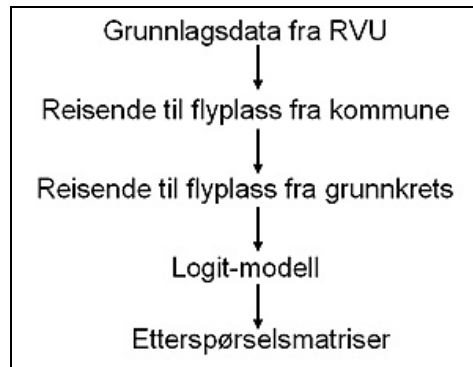 Grunnlagsdata fra RVU
Reisende til flyplass fra kommune
Reisende til flyplass fra grunnkrets
Logit-modell
Etterspørselsmatriser